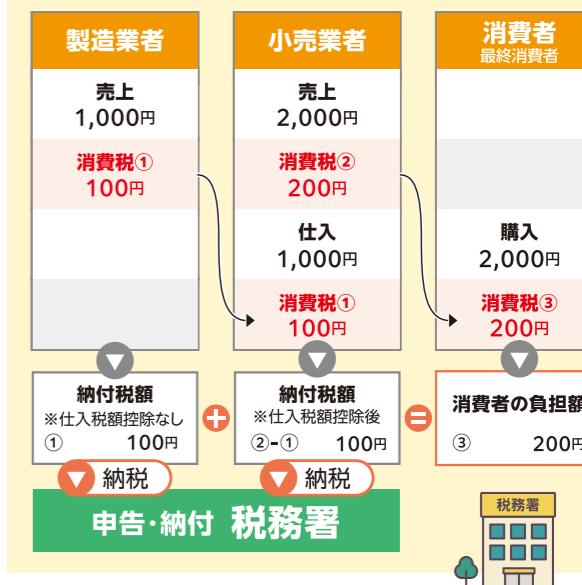 製造業者
売上
1,000円
消費税①
100円
納付税額
※仕入税額控除なし
① 100円
納税
小売業者
売上
2,000円
消費税②
200円
仕入
1,000円
消費税①
100円
納付税額
※仕入税額控除後
②-① 100円
納税
消費者
最終消費者
購入
2,000円
消費税③
200円
消費者の負担額
③ 200円
申告・納付 税務署
税務署